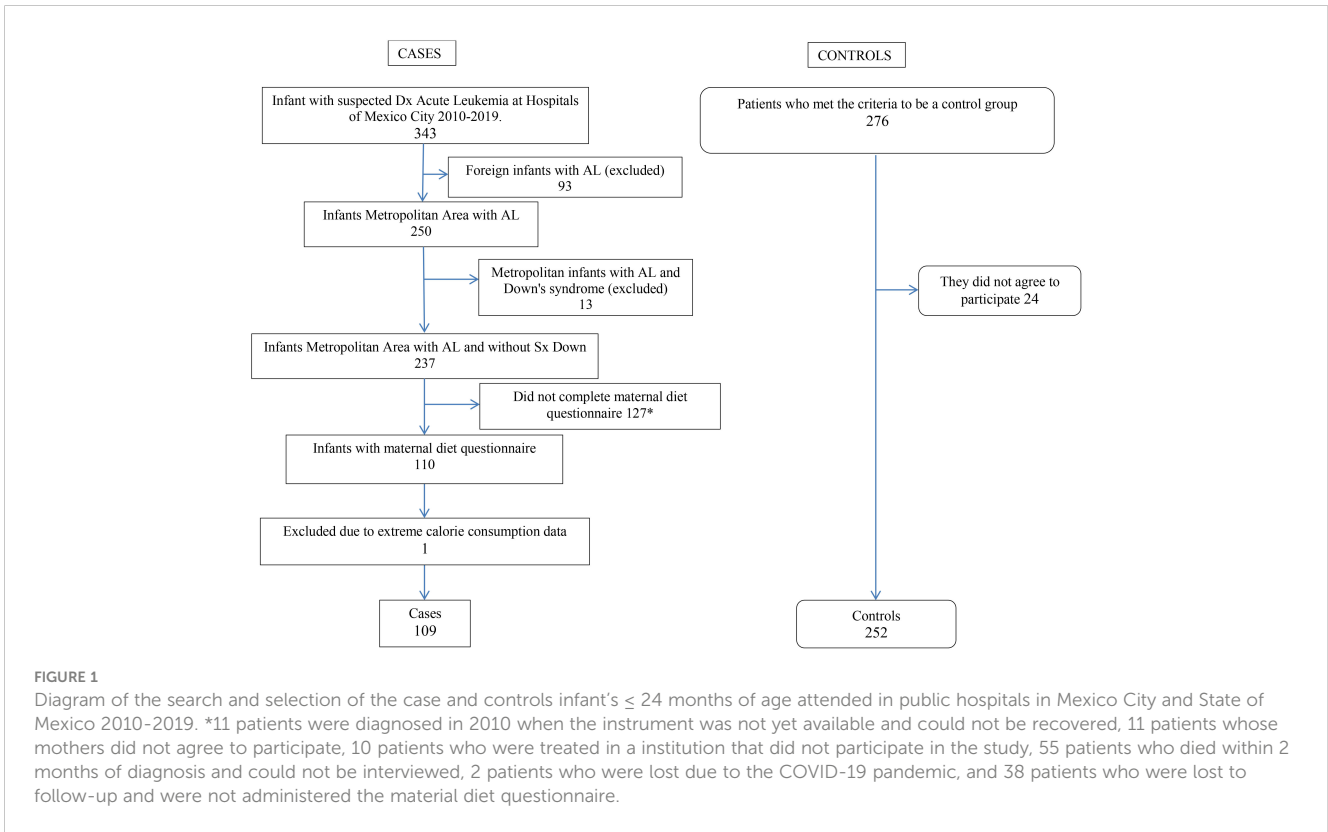 CASES
Infant with suspected Dx Acute Leukemia at Hospitals
of Mexico City 2010-2019.
343
Foreign infants with AL (excluded)
93
Infants Metropolitan Area with AL
250
Metropolitan infants with AL and
Down's syndrome (excluded)
13
Infants Metropolitan Area with AL and without Sx Down
237
Did not complete maternal diet
questionnaire 127*
Infants with maternal diet questionnaire
110
Excluded due to extreme calorie consumption data
1
Cases
109
CONTROLS
Patients who met the criteria to be a control group
276
They did not agree to
participate 24
Controls
252
FIGURE 1
Diagram of the search and selection of the case and controls infant's ≤ 24 months of age attended in public hospitals in Mexico City and State of
Mexico 2010-2019. *11 patients were diagnosed in 2010 when the instrument was not yet available and could not be recovered, 11 patients whose
mothers did not agree to participate, 10 patients who were treated in a institution that did not participate in the study, 55 patients who died within 2
months of diagnosis and could not be interviewed, 2 patients who were lost due to the COVID-19 pandemic, and 38 patients who were lost to
follow-up and were not administered the material diet questionnaire.